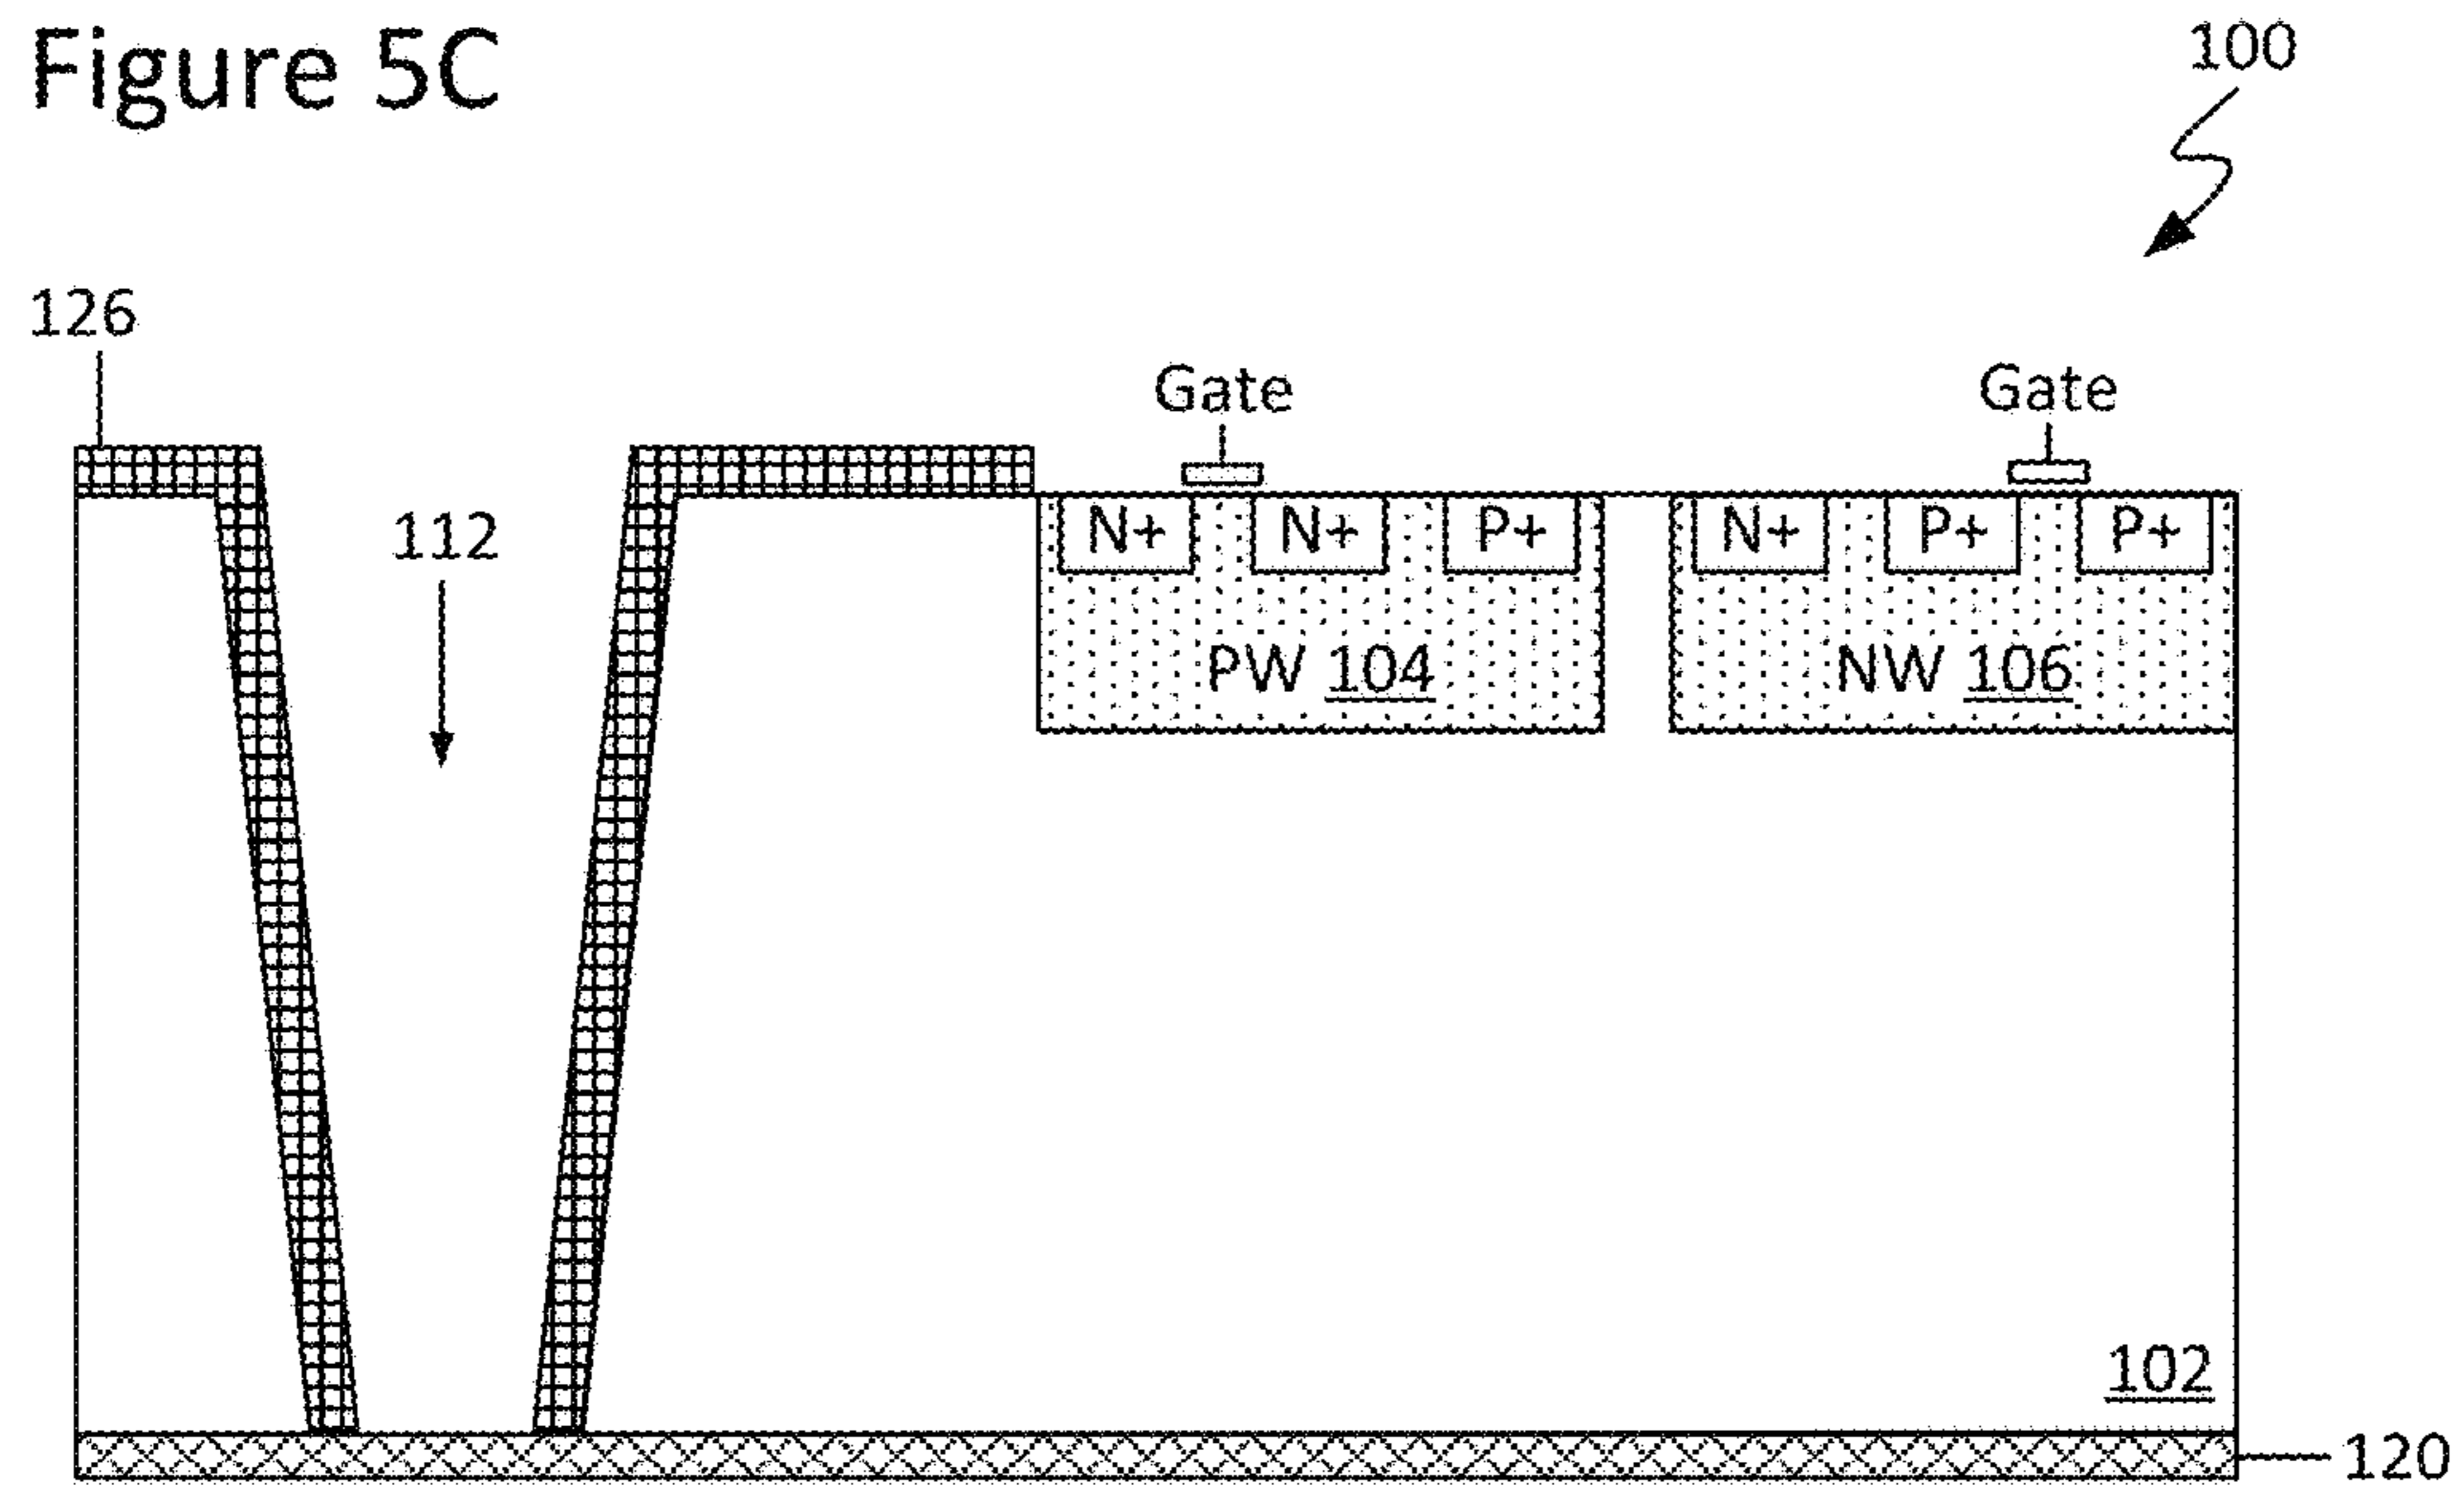 Figure 5C
100
126
Gate
Gate
112
N+ N+ P+ N+ P+ P+
PW 104
NW 106
102
120